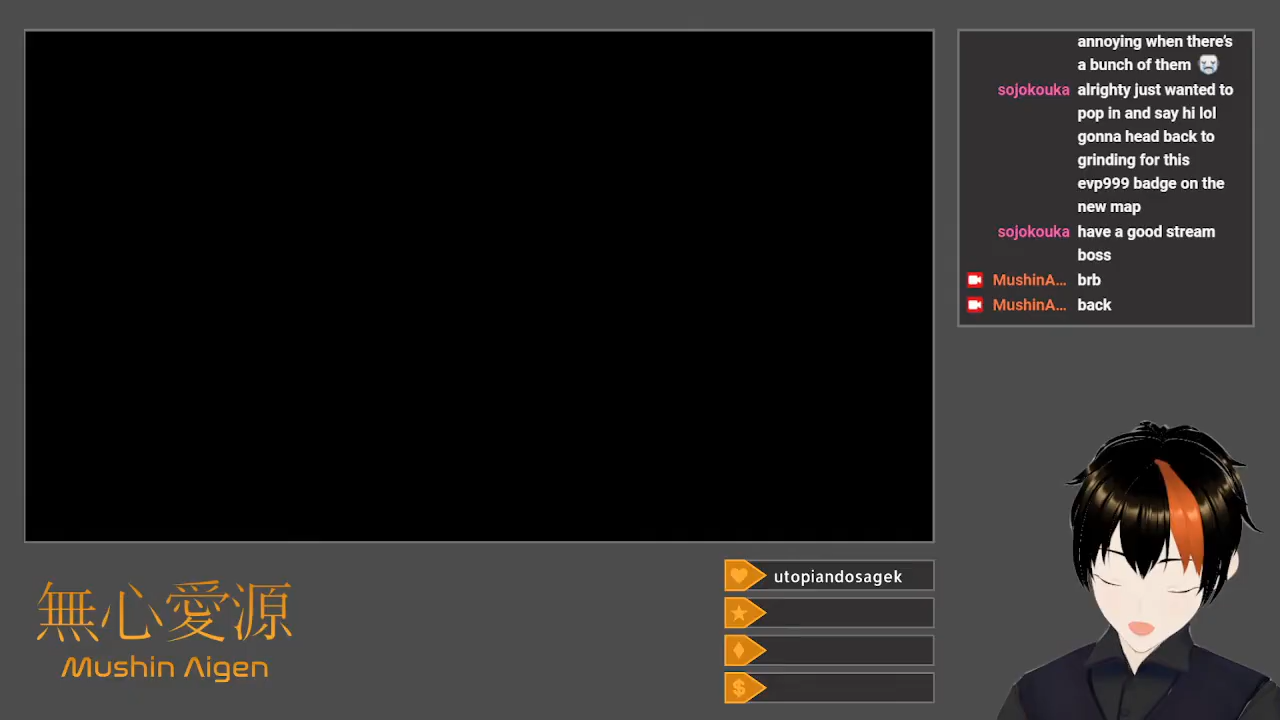 annoying when there's
a bunch of them
sojokouka alrighty just wanted to
pop in and say hi lol
gonna head back to
grinding for this
evp999 badge on the
new map
sojokouka have a good stream
boss
MushinA... brb
MushinA... back
utopiandosagek
無心愛源
Mushin Aigen
$